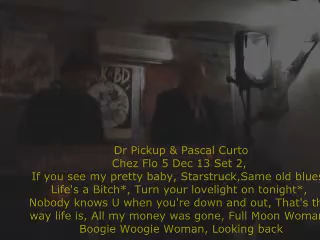 Dr Pickup & Pascal Curto
Chez Flo 5 Dec 13 Set 2,
If you see my pretty baby, Starstruck,Same old blues
Life's a Bitch*, Turn your lovelight on tonight*,
Nobody knows U when you're down and out, That's th
way life is, All my money was gone, Full Moon Woman
Boogie Woogie Woman, Looking back